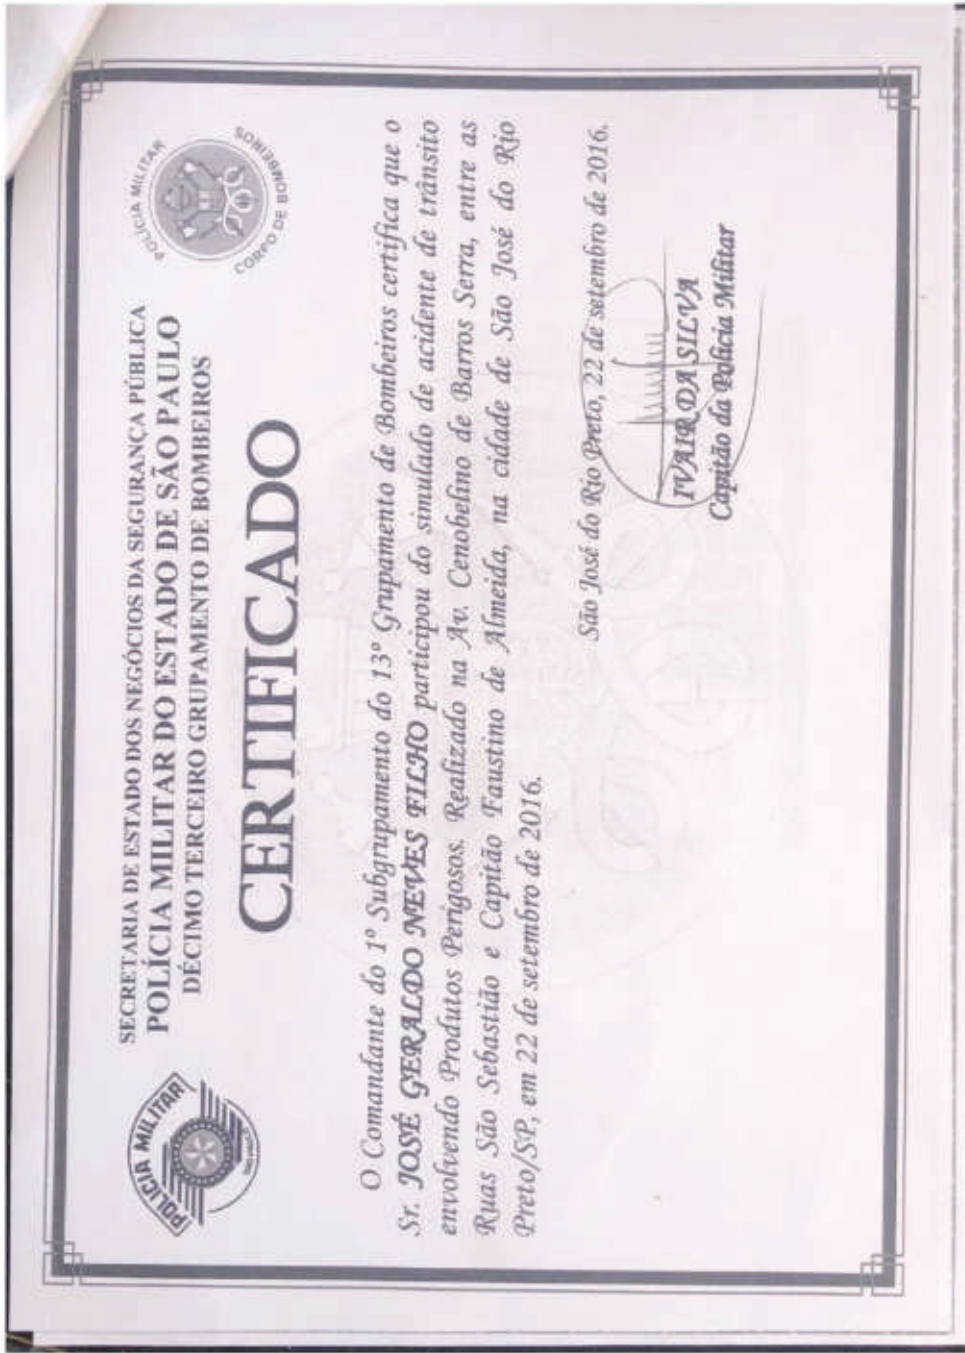 SECRETARIA DE ESTADO DOS NEGÓCIOS DA SEGURANÇA PÚBLICA
POLÍCIA MILITAR DO ESTADO DE SÃO PAULO
DÉCIMO TERCEIRO GRUPAMENTO DE BOMBEIROS
POLICIA MILITAR
POLÍCIA MILITAR
CORPO DE BOMBEIROS
CERTIFICADO
O Comandante do 1º Subgrupamento do 13º Grupamento de Bombeiros certifica que o
Sr. JOSÉ GERALDO NEVES FILHO participou do simulado de acidente de trânsito
envolvendo Produtos Perigosos. Realizado na Av. Cenobelino de Barros Serra, entre as
Ruas São Sebastião e Capitão Faustino de Almeida, na cidade de São José do Rio
Preto/SP, em 22 de setembro de 2016.
São José do Rio Preto, 22 de setembro de 2016.
IVAIR DA SILVA
Capitão da Polícia Militar